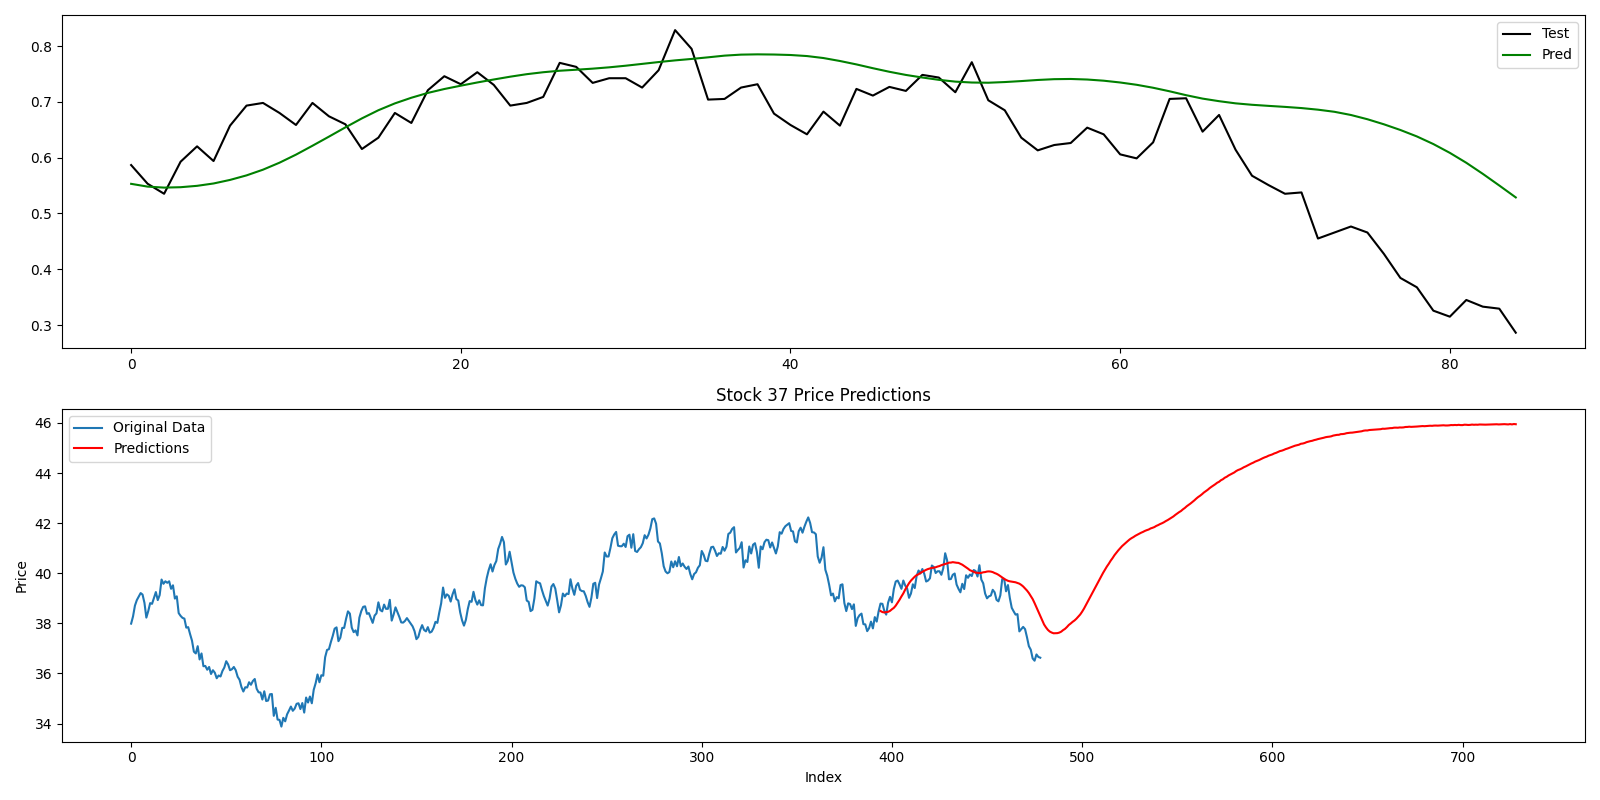 0.8
0.7
0.6
0.5
0.4
0.3
Test
Pred
0 20 40 60 80
Stock 37 Price Predictions
46
44
42
40
38
36
34
Price
Original Data
Predictions
0 100 200 300 400 500 600 700
Index